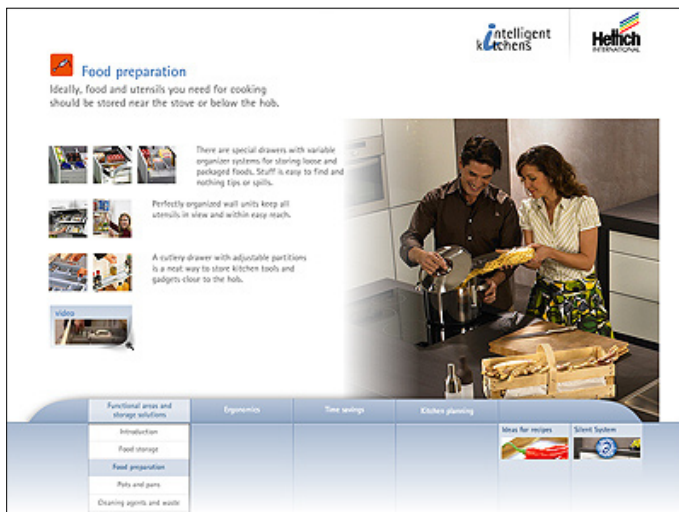 intelligent
kitchens
Hettich
INTERNATIONAL
Food preparation
Ideally, food and utensils you need for cooking
should be stored near the stove or below the hob.
There are special drawers with variable
organizer systems for storing loose and
packaged foods. Stuff is easy to find and
nothing tips or spills.
Perfectly organized wall units keep all
utensils in view and within easy reach.
A cutlery drawer with adjustable partitions
is a neat way to store kitchen tools and
gadgets close to the hob.
video
Functional areas and
storage solutions
Ergonomics
Time savings
Kitchen planning
Introduction
Food storage
Food preparation
Pots and pans
Cleaning agents and waste
Ideas for recipes
Silent System